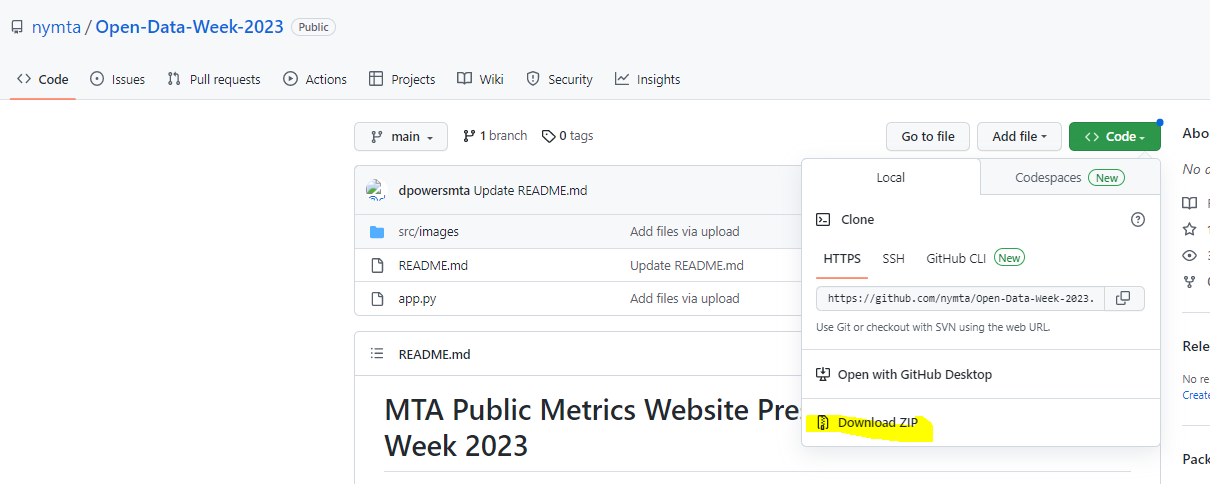 nymta / Open-Data-Week-2023 Public
<> Code Issues Pull requests Actions Projects Wiki Security Insights
main 1 branch 0 tags Go to file Add file <> Code
dpowersmta Update README.md
src/images Add files via upload
README.md Update README.md
app.py Add files via upload
README.md
MTA Public Metrics Website
Week 2023
Local Codespaces New
Clone
HTTPS SSH GitHub CLI New
https://github.com/nymta/Open-Data-Week-2023.
Use Git or checkout with SVN using the web URL.
Open with GitHub Desktop
Download ZIP
Abo
No
Rele
No re
Create
Pack